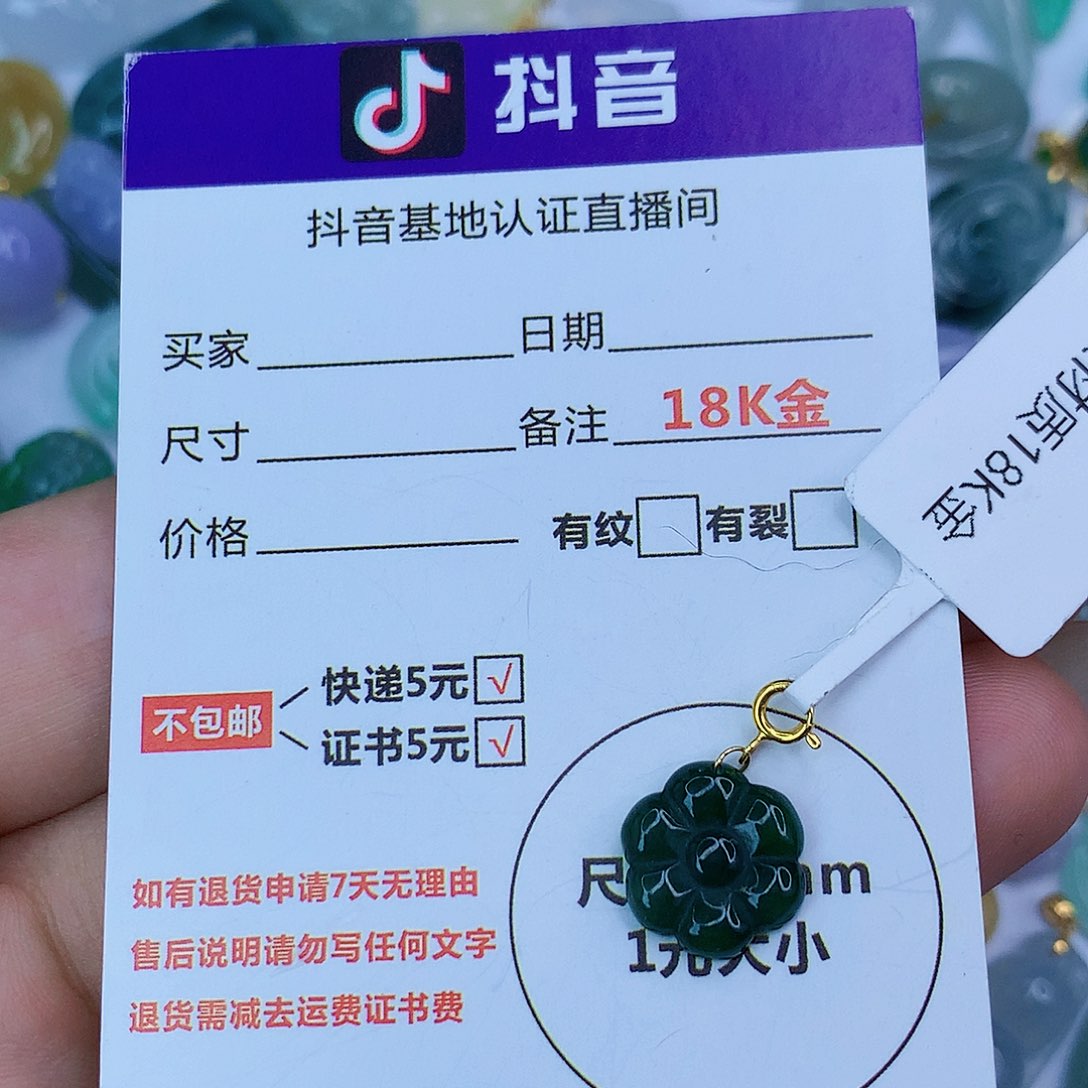 抖音
抖音基地认证直播间
买家 日期
尺寸 备注 18K金
价格 有纹 有裂
不包邮
快递5元 √
证书5元 √
如有退货申请7天无理由
售后说明请勿写任何文字
退货需减去运费证书费
尺 mm
1元大小
材质18K金